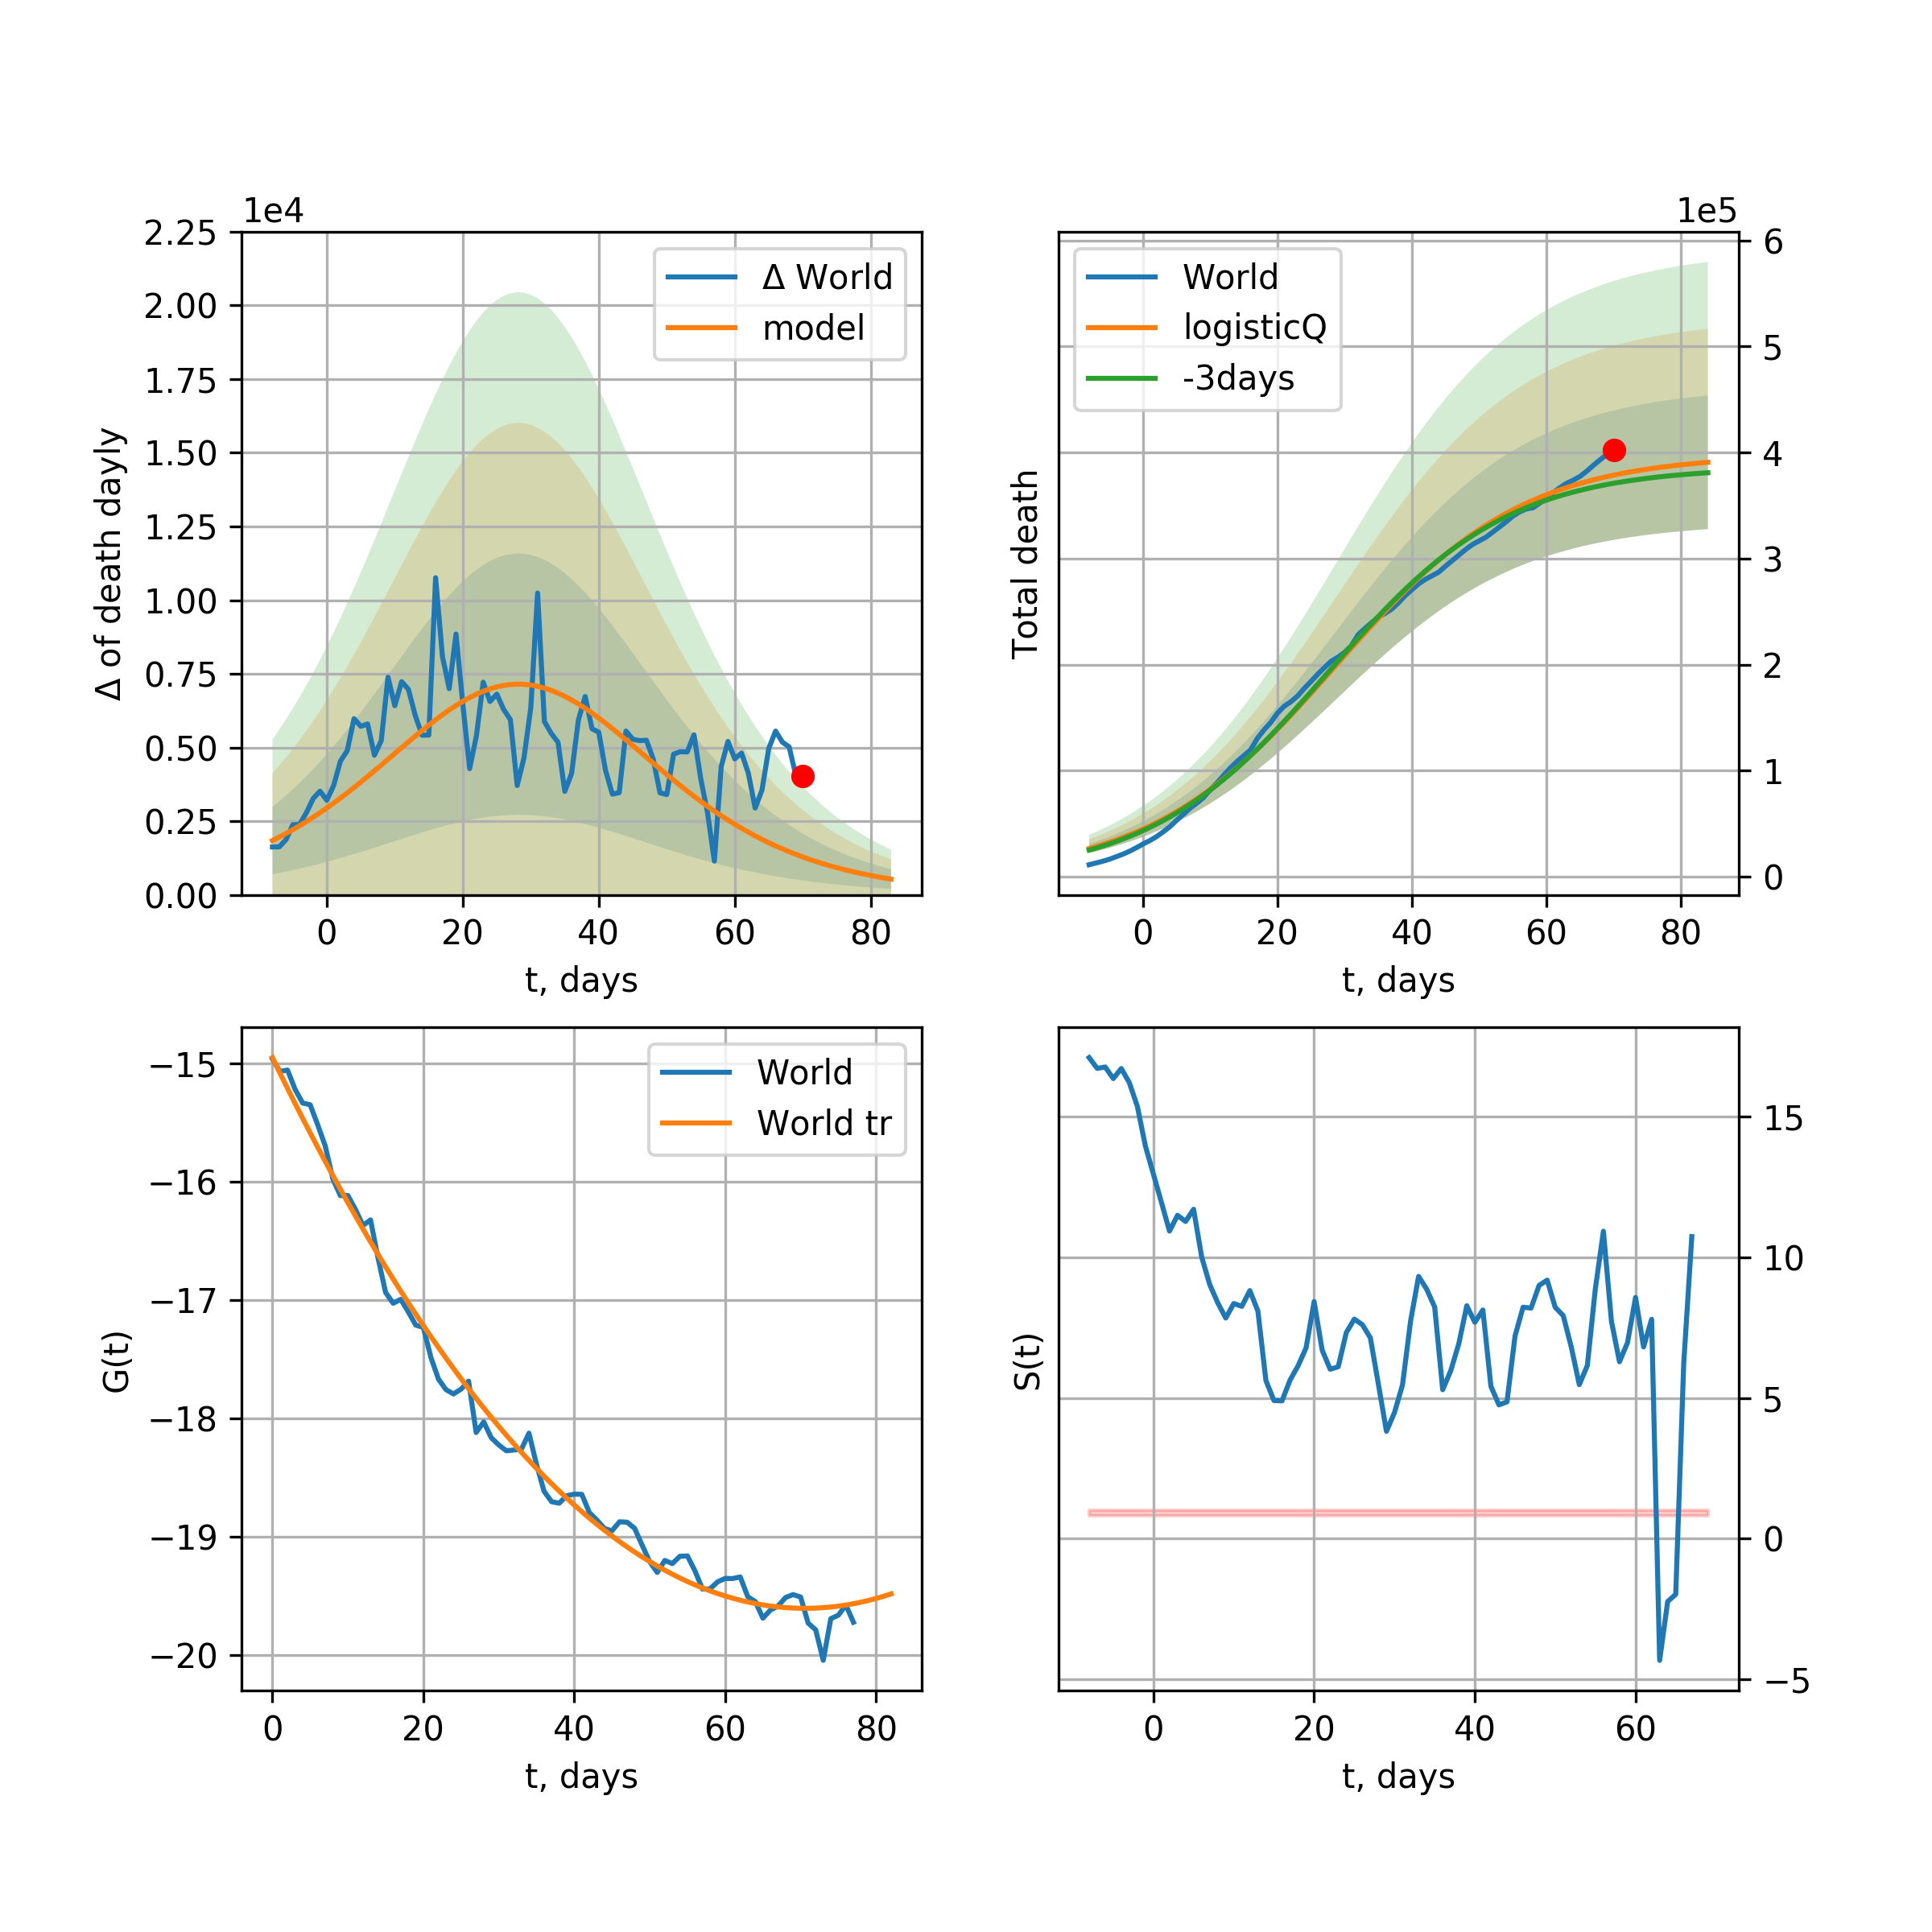 1e4
2.25
2.00
1.75
1.50
1.25
1.00
0.75
0.50
0.25
0.00
Δ of death dayly
Δ World
model
0 20 40 60 80
t, days
1e5
6
5
4
3
2
1
0
Total death
World
logisticQ
-3days
0 20 40 60 80
t, days
−15
−16
−17
−18
−19
−20
G(t)
World
World tr
0 20 40 60 80
t, days
15
10
5
0
−5
S(t)
0 20 40 60
t, days